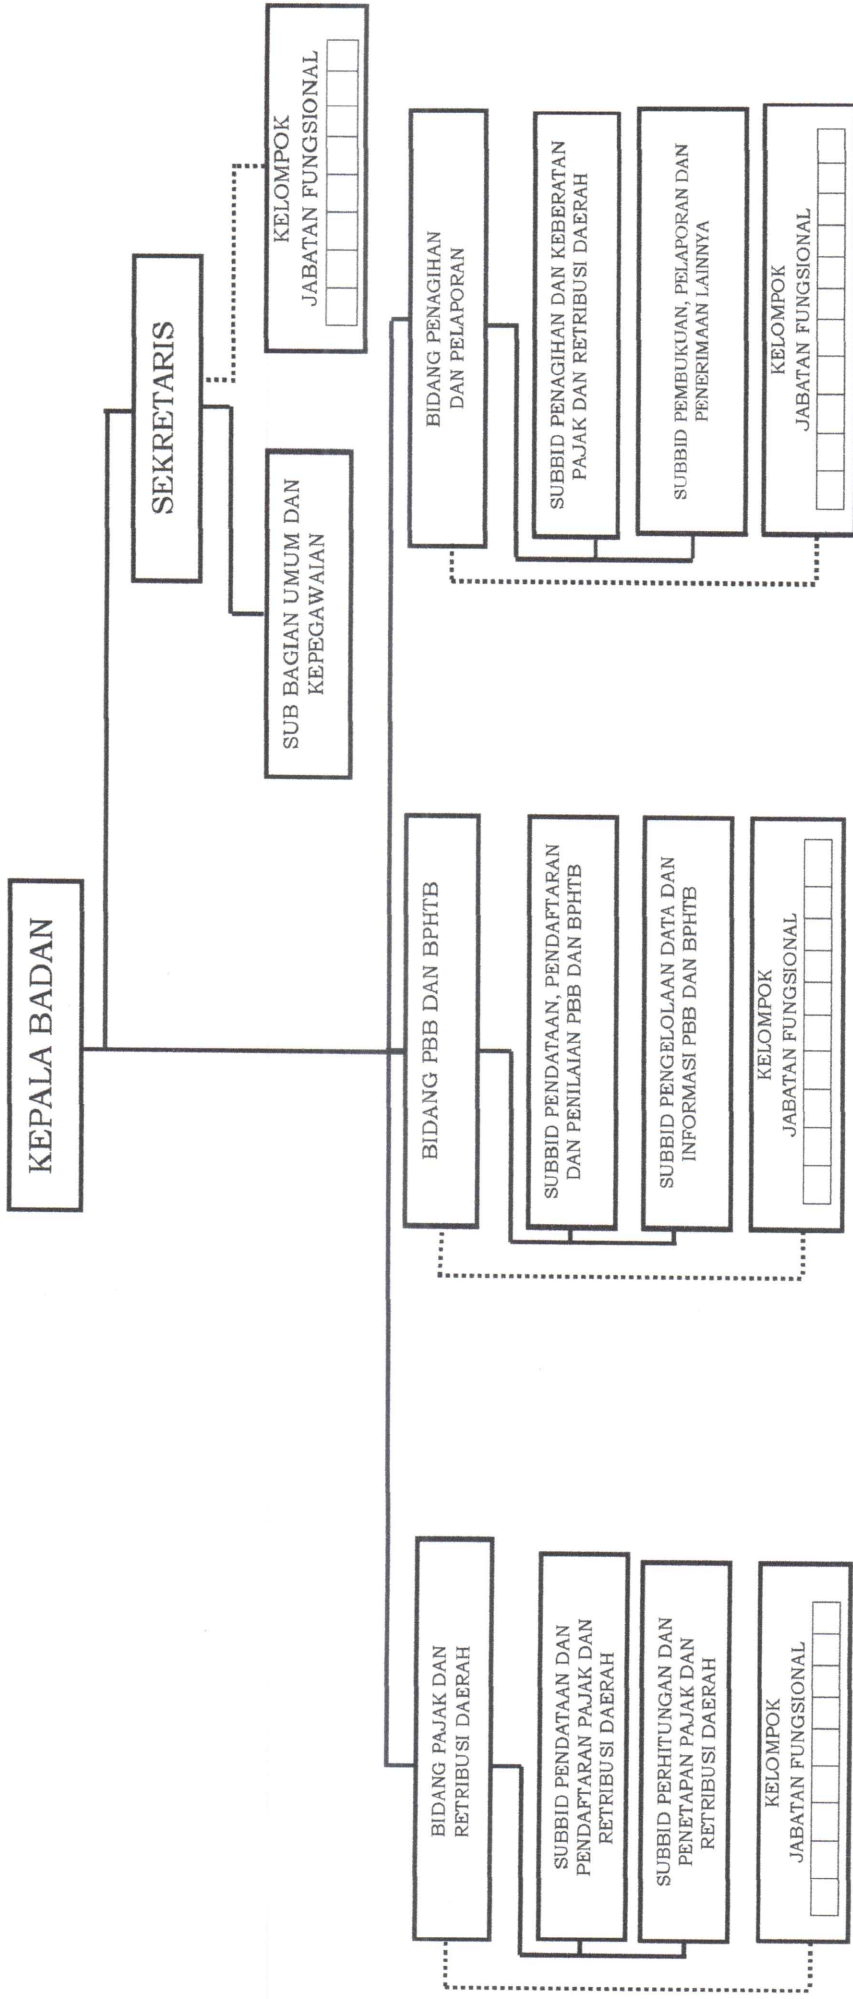 KEPALA BADAN
SEKRETARIS
SUB BAGIAN UMUM DAN
KEPEGAWAIAN
KELOMPOK
JABATAN FUNGSIONAL
BIDANG PAJAK DAN
RETRIBUSI DAERAH
SUBBID PENDATAAN DAN
PENDAFTARAN PAJAK DAN
RETRIBUSI DAERAH
SUBBID PERHITUNGAN DAN
PENETAPAN PAJAK DAN
RETRIBUSI DAERAH
KELOMPOK
JABATAN FUNGSIONAL
BIDANG PBB DAN BPHTB
SUBBID PENDATAAN, PENDAFTARAN
DAN PENILAIAN PBB DAN BPHTB
SUBBID PENGELOLAAN DATA DAN
INFORMASI PBB DAN BPHTB
KELOMPOK
JABATAN FUNGSIONAL
BIDANG PENAGIHAN
DAN PELAPORAN
SUBBID PENAGIHAN DAN KEBERATAN
PAJAK DAN RETRIBUSI DAERAH
SUBBID PEMBUKUAN, PELAPORAN DAN
PENERIMAAN LAINNYA
KELOMPOK
JABATAN FUNGSIONAL